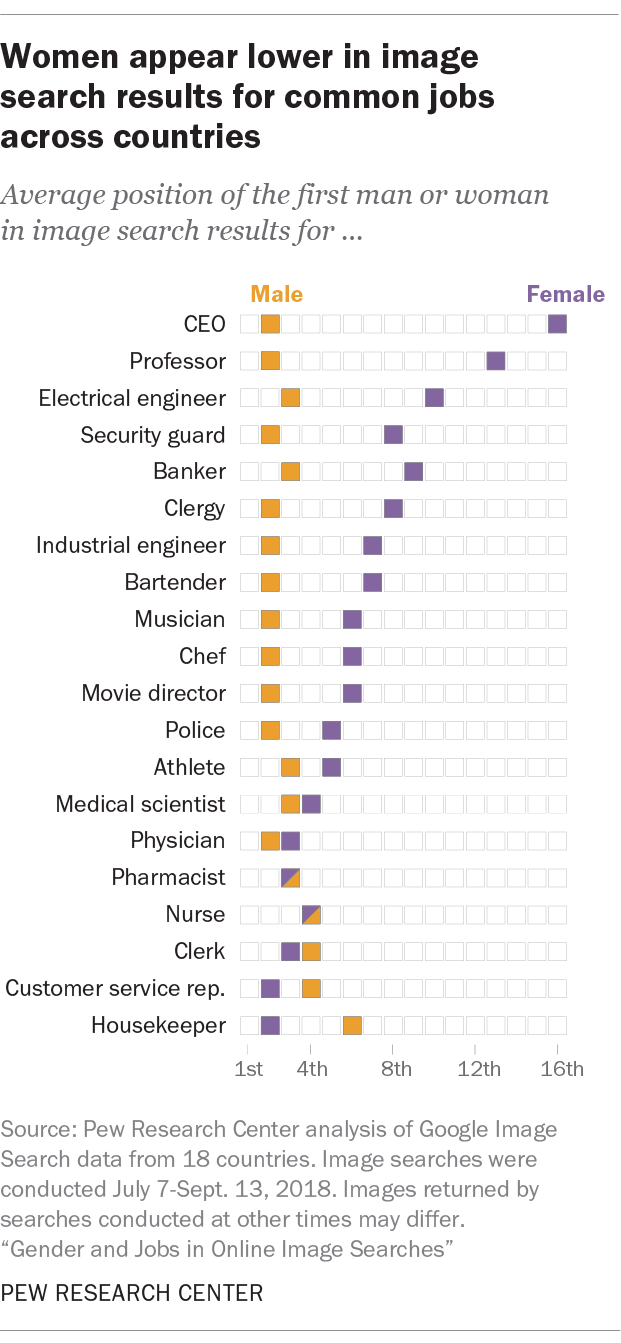 Women appear lower in image
search results for common jobs
across countries
Average position of the first man or woman
in image search results for ...
Male Female
CEO
Professor
Electrical engineer
Security guard
Banker
Clergy
Industrial engineer
Bartender
Musician
Chef
Movie director
Police
Athlete
Medical scientist
Physician
Pharmacist
Nurse
Clerk
Customer service rep.
Housekeeper
1st 4th 8th 12th 16th
Source: Pew Research Center analysis of Google Image
Search data from 18 countries. Image searches were
conducted July 7-Sept. 13, 2018. Images returned by
searches conducted at other times may differ.
“Gender and Jobs in Online Image Searches”
PEW RESEARCH CENTER